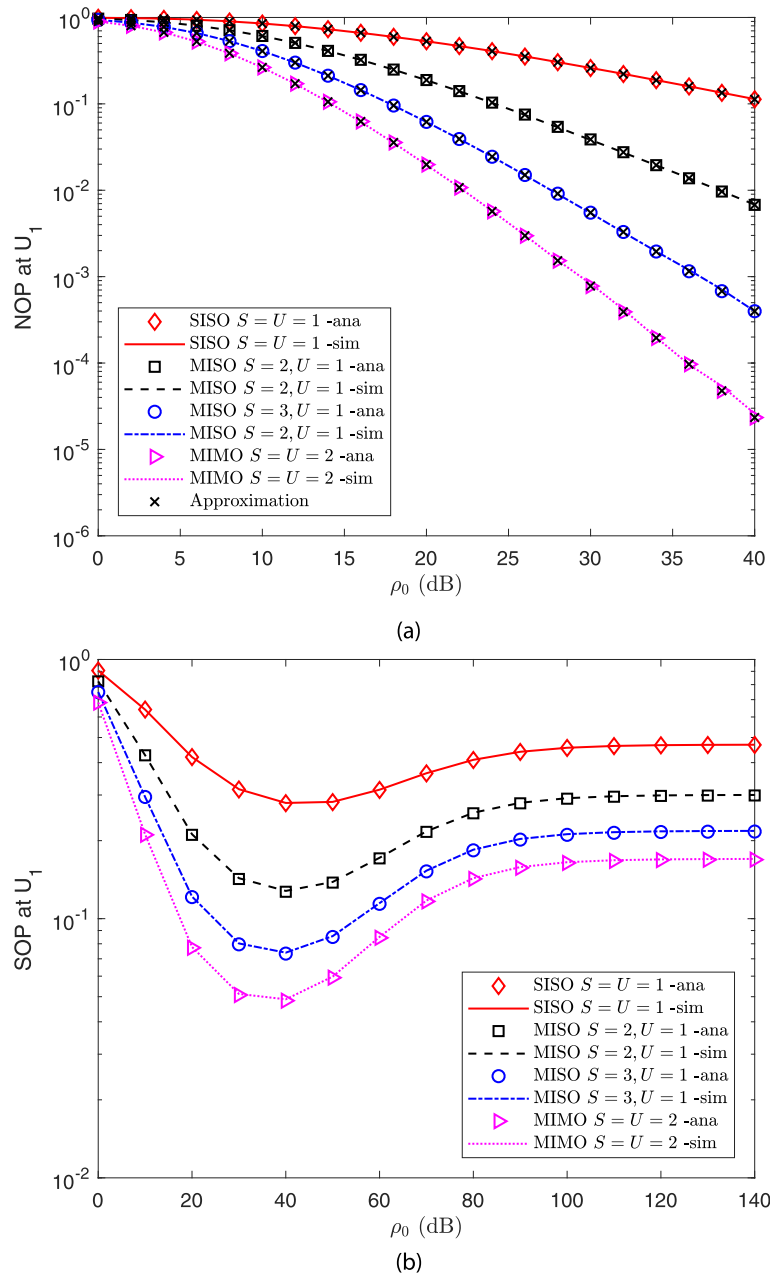 10^0
10^-1
10^-2
10^-3
10^-4
10^-5
10^-6
NOP at U_1
SISO S = U = 1 -ana
SISO S = U = 1 -sim
MISO S = 2, U = 1 -ana
MISO S = 2, U = 1 -sim
MISO S = 3, U = 1 -ana
MISO S = 2, U = 1 -sim
MIMO S = U = 2 -ana
MIMO S = U = 2 -sim
Approximation
0 5 10 15 20 25 30 35 40
ρ_0 (dB)
(a)
10^0
10^-1
10^-2
SOP at U_1
SISO S = U = 1 -ana
SISO S = U = 1 -sim
MISO S = 2, U = 1 -ana
MISO S = 2, U = 1 -sim
MISO S = 3, U = 1 -ana
MISO S = 3, U = 1 -sim
MIMO S = U = 2 -ana
MIMO S = U = 2 -sim
0 20 40 60 80 100 120 140
ρ_0 (dB)
(b)